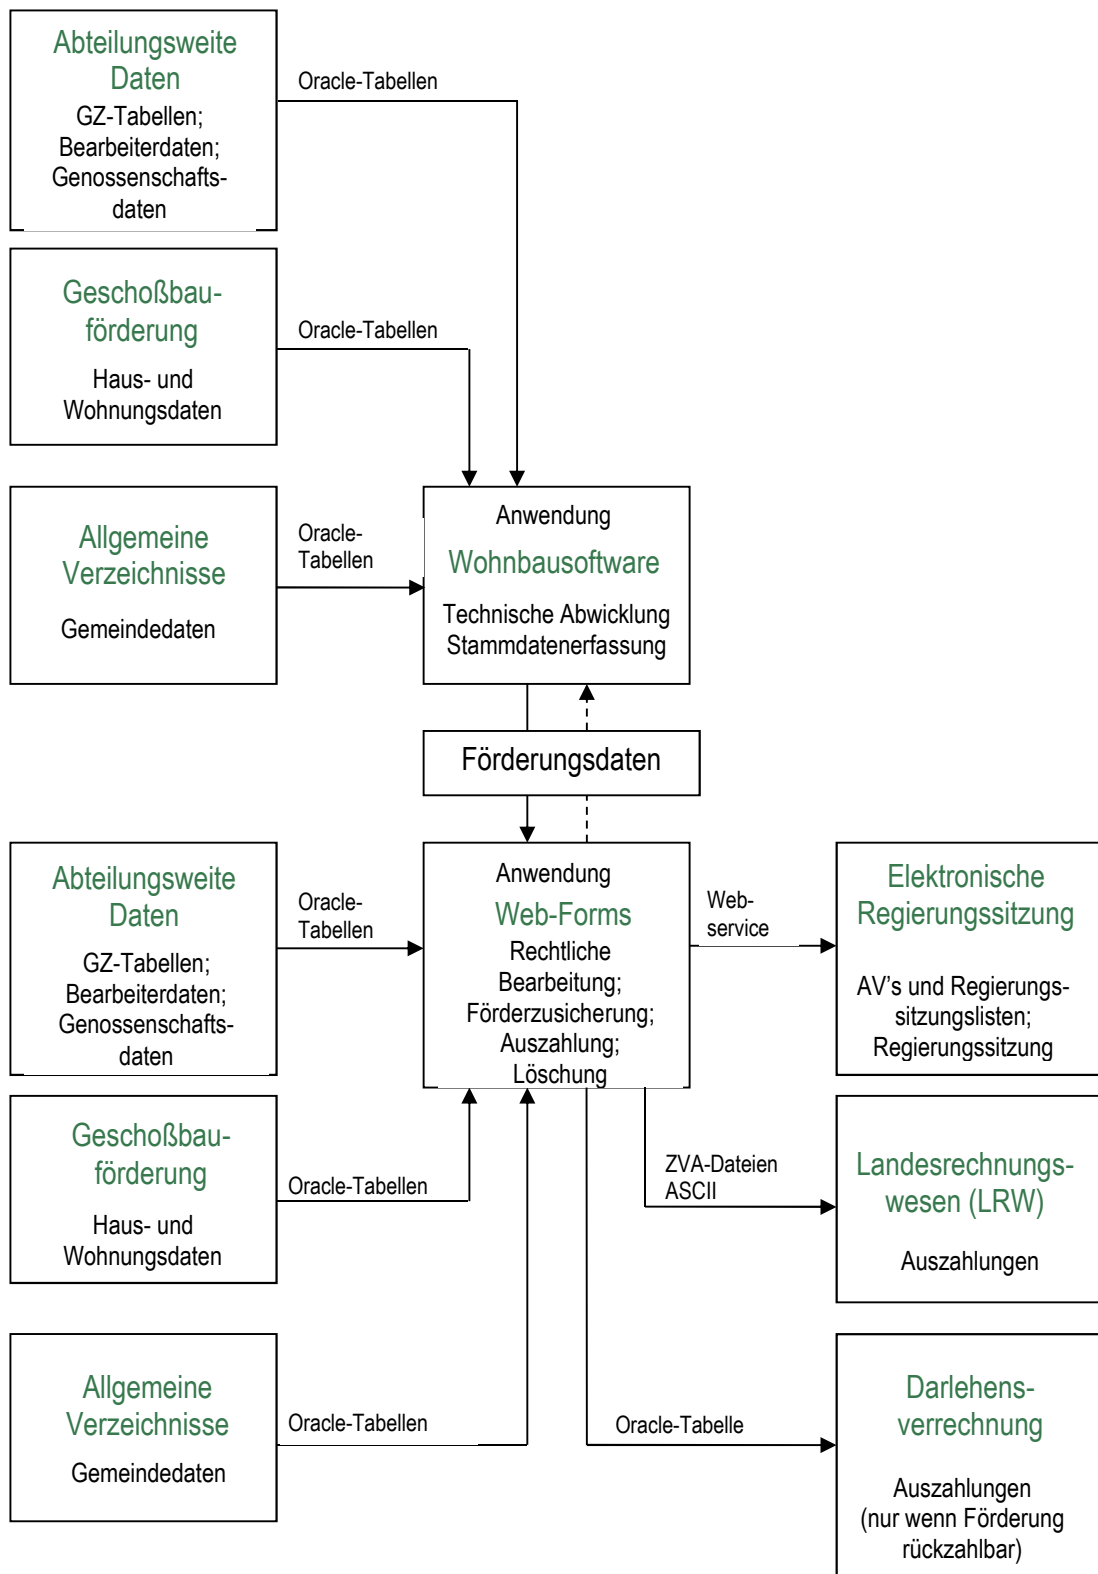 Abteilungsweite
Daten
GZ-Tabellen;
Bearbeiterdaten;
Genossenschafts-
daten
Oracle-Tabellen
Geschoßbau-
förderung
Haus- und
Wohnungsdaten
Oracle-Tabellen
Allgemeine
Verzeichnisse
Gemeindedaten
Oracle-
Tabellen
Anwendung
Wohnbausoftware
Technische Abwicklung
Stammdatenerfassung
Förderungsdaten
Abteilungsweite
Daten
GZ-Tabellen;
Bearbeiterdaten;
Genossenschafts-
daten
Oracle-
Tabellen
Anwendung
Web-Forms
Rechtliche
Bearbeitung;
Förderzusicherung;
Auszahlung;
Löschung
Web-
service
Elektronische
Regierungssitzung
AV's und Regierungs-
sitzungslisten;
Regierungssitzung
Geschoßbau-
förderung
Haus- und
Wohnungsdaten
Oracle-Tabellen
ZVA-Dateien
ASCII
Landesrechnungs-
wesen (LRW)
Auszahlungen
Allgemeine
Verzeichnisse
Gemeindedaten
Oracle-Tabellen
Oracle-Tabelle
Darlehens-
verrechnung
Auszahlungen
(nur wenn Förderung
rückzahlbar)